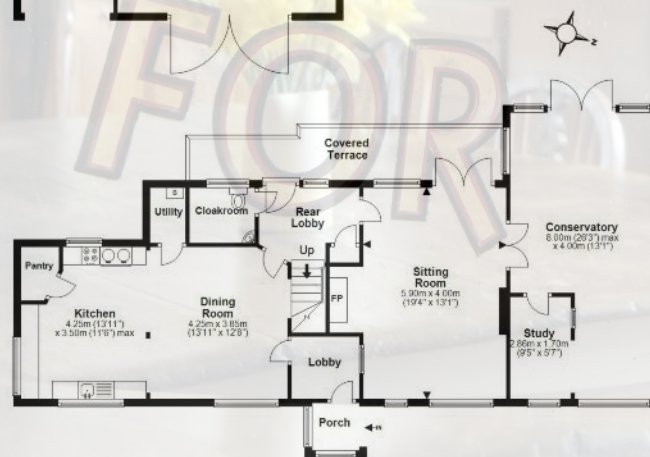 FOR
N
Covered
Terrace
Utility
Cloakroom
Rear
Lobby
Up
Pantry
Conservatory
8.00m (26'3") max
x 4.00m (13'1")
Sitting
Room
5.90m x 4.00m
(19'4" x 13'1")
Kitchen
4.25m (13'11")
x 3.50m (11'6") max
Dining
Room
4.25m x 3.85m
(13'11" x 12'8")
FP
Study
2.86m x 1.70m
(9'5" x 5'7")
Lobby
Porch
IN